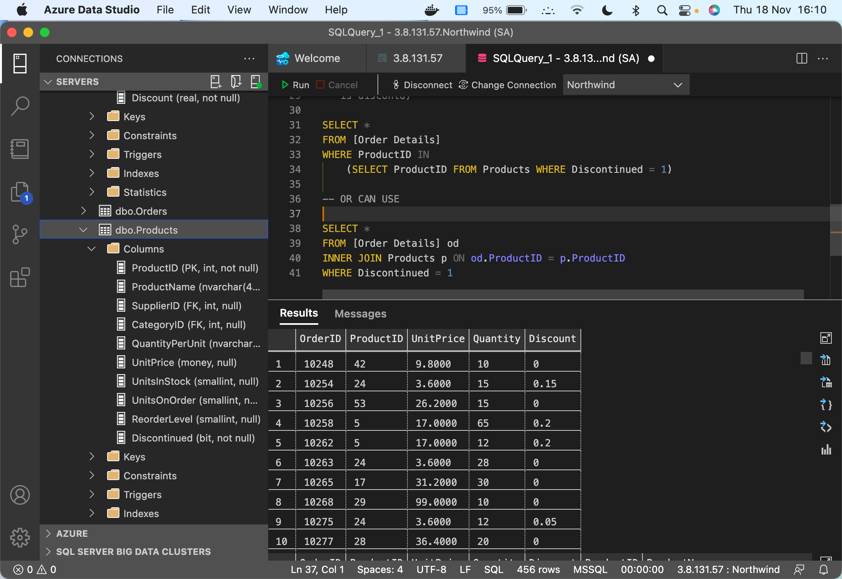 Azure Data Studio File Edit View Window Help 95% Thu 18 Nov 16:10
SQLQuery_1 - 3.8.131.57.Northwind (SA)
CONNECTIONS
SERVERS
Discount (real, not null)
Keys
Constraints
Triggers
Indexes
Statistics
dbo.Orders
dbo.Products
Columns
ProductID (PK, int, not null)
ProductName (nvarchar(4...
SupplierID (FK, int, null)
CategoryID (FK, int, null)
QuantityPerUnit (nvarchar...
UnitPrice (money, null)
UnitsInStock (smallint, null)
UnitsOnOrder (smallint, n...
ReorderLevel (smallint, null)
Discontinued (bit, not null)
Keys
Constraints
Triggers
Indexes
AZURE
SQL SERVER BIG DATA CLUSTERS
1
Welcome 3.8.131.57 SQLQuery_1 - 3.8.13...nd (SA)
Run Cancel Disconnect Change Connection Northwind
30
31 SELECT *
32 FROM [Order Details]
33 WHERE ProductID IN
34 (SELECT ProductID FROM Products WHERE Discontinued = 1)
35
36 -- OR CAN USE
37
38 SELECT *
39 FROM [Order Details] od
40 INNER JOIN Products p ON od.ProductID = p.ProductID
41 WHERE Discontinued = 1
Results Messages
OrderID ProductID UnitPrice Quantity Discount
1 10248 42 9.8000 10 0
2 10254 24 3.6000 15 0.15
3 10256 53 26.2000 15 0
4 10258 5 17.0000 65 0.2
5 10262 5 17.0000 12 0.2
6 10263 24 3.6000 28 0
7 10265 17 31.2000 30 0
8 10268 29 99.0000 10 0
9 10275 24 3.6000 12 0.05
10 10277 28 36.4000 20 0
0 0 Ln 37, Col 1 Spaces: 4 UTF-8 LF SQL 456 rows MSSQL 00:00:00 3.8.131.57 : Northwind